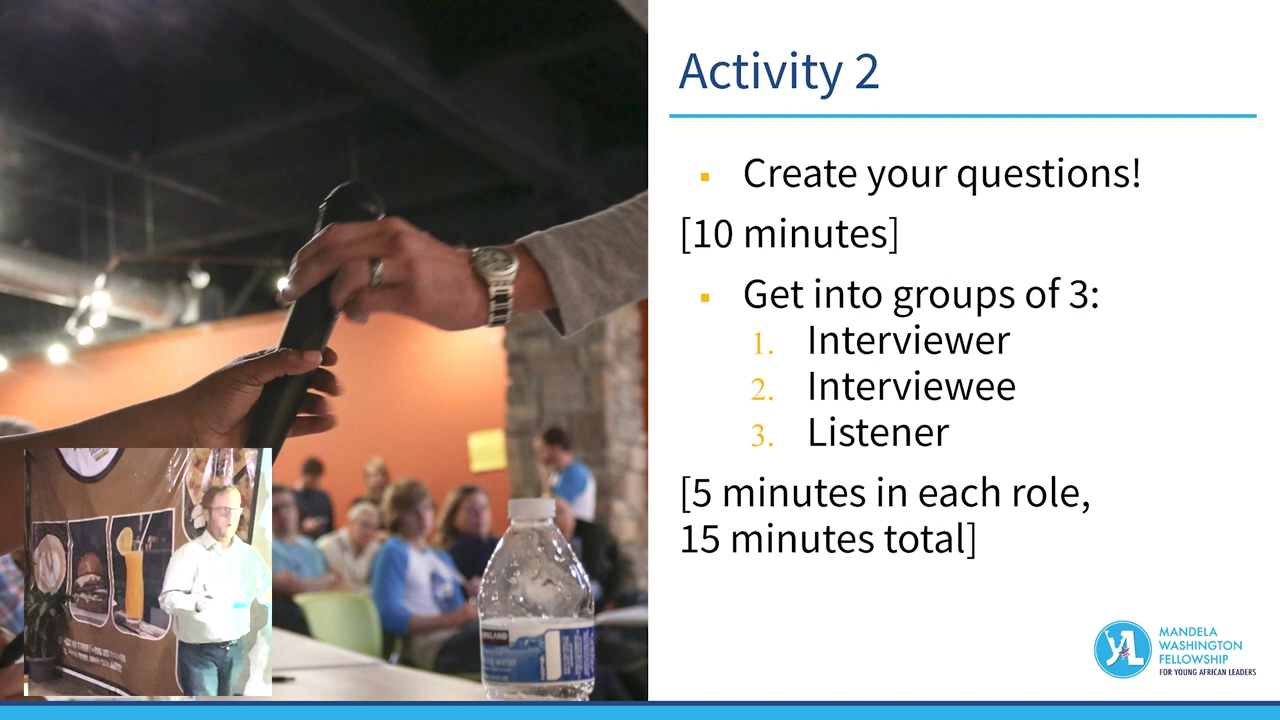 Activity 2
▪ Create your questions!
[10 minutes]
▪ Get into groups of 3:
1. Interviewer
2. Interviewee
3. Listener
[5 minutes in each role,
15 minutes total]
KIRKLAND
MANDELA
WASHINGTON
FELLOWSHIP
FOR YOUNG AFRICAN LEADERS